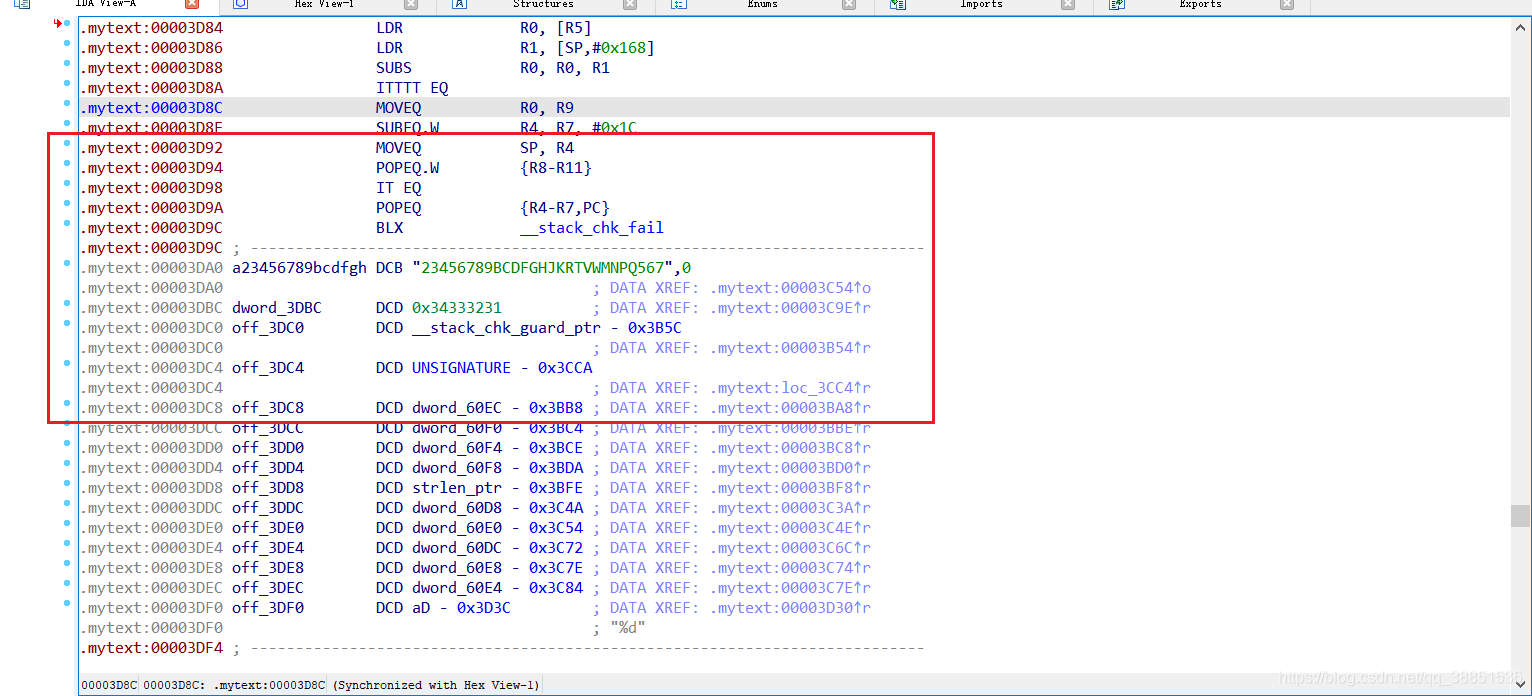 IDA View-A Hex View-1 Structures Enums Imports Exports
.mytext:00003D84 LDR R0, [R5]
.mytext:00003D86 LDR R1, [SP,#0x168]
.mytext:00003D88 SUBS R0, R0, R1
.mytext:00003D8A ITTTT EQ
.mytext:00003D8C MOVEQ R0, R9
.mytext:00003D8E SUBEQ.W R4, R7, #0x1C
.mytext:00003D92 MOVEQ SP, R4
.mytext:00003D94 POPEQ.W {R8-R11}
.mytext:00003D98 IT EQ
.mytext:00003D9A POPEQ {R4-R7,PC}
.mytext:00003D9C BLX __stack_chk_fail
.mytext:00003D9C ; ---------------------------------------------------------------------------
.mytext:00003DA0 a23456789bcdfgh DCB "23456789BCDFGHJKRTVWMNPQ567",0
.mytext:00003DA0 ; DATA XREF: .mytext:00003C54↑o
.mytext:00003DBC dword_3DBC DCD 0x34333231 ; DATA XREF: .mytext:00003C9E↑r
.mytext:00003DC0 off_3DC0 DCD __stack_chk_guard_ptr - 0x3B5C
.mytext:00003DC0 ; DATA XREF: .mytext:00003B54↑r
.mytext:00003DC4 off_3DC4 DCD UNSIGNATURE - 0x3CCA
.mytext:00003DC4 ; DATA XREF: .mytext:loc_3CC4↑r
.mytext:00003DC8 off_3DC8 DCD dword_60EC - 0x3BB8 ; DATA XREF: .mytext:00003BA8↑r
.mytext:00003DCC off_3DCC DCD dword_60F0 - 0x3BC4 ; DATA XREF: .mytext:00003BBE↑r
.mytext:00003DD0 off_3DD0 DCD dword_60F4 - 0x3BCE ; DATA XREF: .mytext:00003BC8↑r
.mytext:00003DD4 off_3DD4 DCD dword_60F8 - 0x3BDA ; DATA XREF: .mytext:00003BD0↑r
.mytext:00003DD8 off_3DD8 DCD strlen_ptr - 0x3BFE ; DATA XREF: .mytext:00003BF8↑r
.mytext:00003DDC off_3DDC DCD dword_60D8 - 0x3C4A ; DATA XREF: .mytext:00003C3A↑r
.mytext:00003DE0 off_3DE0 DCD dword_60E0 - 0x3C54 ; DATA XREF: .mytext:00003C4E↑r
.mytext:00003DE4 off_3DE4 DCD dword_60DC - 0x3C72 ; DATA XREF: .mytext:00003C6C↑r
.mytext:00003DE8 off_3DE8 DCD dword_60E8 - 0x3C7E ; DATA XREF: .mytext:00003C74↑r
.mytext:00003DEC off_3DEC DCD dword_60E4 - 0x3C84 ; DATA XREF: .mytext:00003C7E↑r
.mytext:00003DF0 off_3DF0 DCD aD - 0x3D3C ; DATA XREF: .mytext:00003D30↑r
.mytext:00003DF0 ; "%d"
.mytext:00003DF4 ; ---------------------------------------------------------------------------
00003D8C 00003D8C: .mytext:00003D8C (Synchronized with Hex View-1)